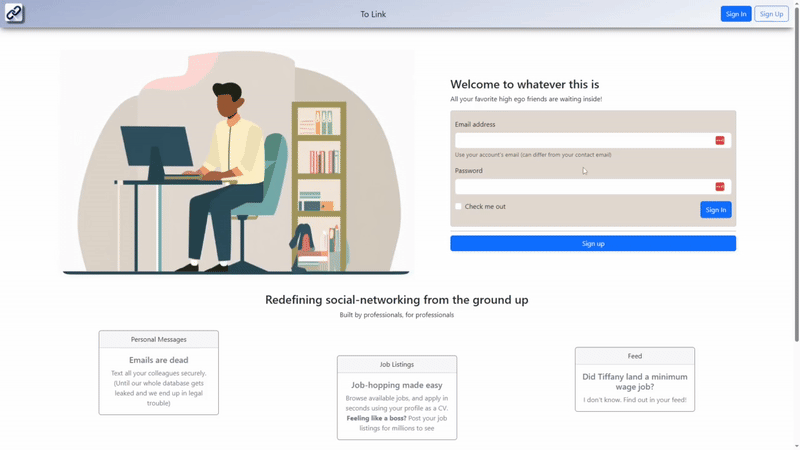 To Link
Sign In
Sign Up
Welcome to whatever this is
All your favorite high ego friends are waiting inside!
Email address
Use your account's email (can differ from your contact email)
Password
Check me out
Sign In
Sign up
Redefining social-networking from the ground up
Built by professionals, for professionals
Personal Messages
Emails are dead
Text all your colleagues securely.
(Until our whole database gets
leaked and we end up in legal
trouble)
Job Listings
Job-hopping made easy
Browse available jobs, and apply in
seconds using your profile as a CV.
Feeling like a boss? Post your job
listings for millions to see
Feed
Did Tiffany land a minimum
wage job?
I don't know. Find out in your feed!